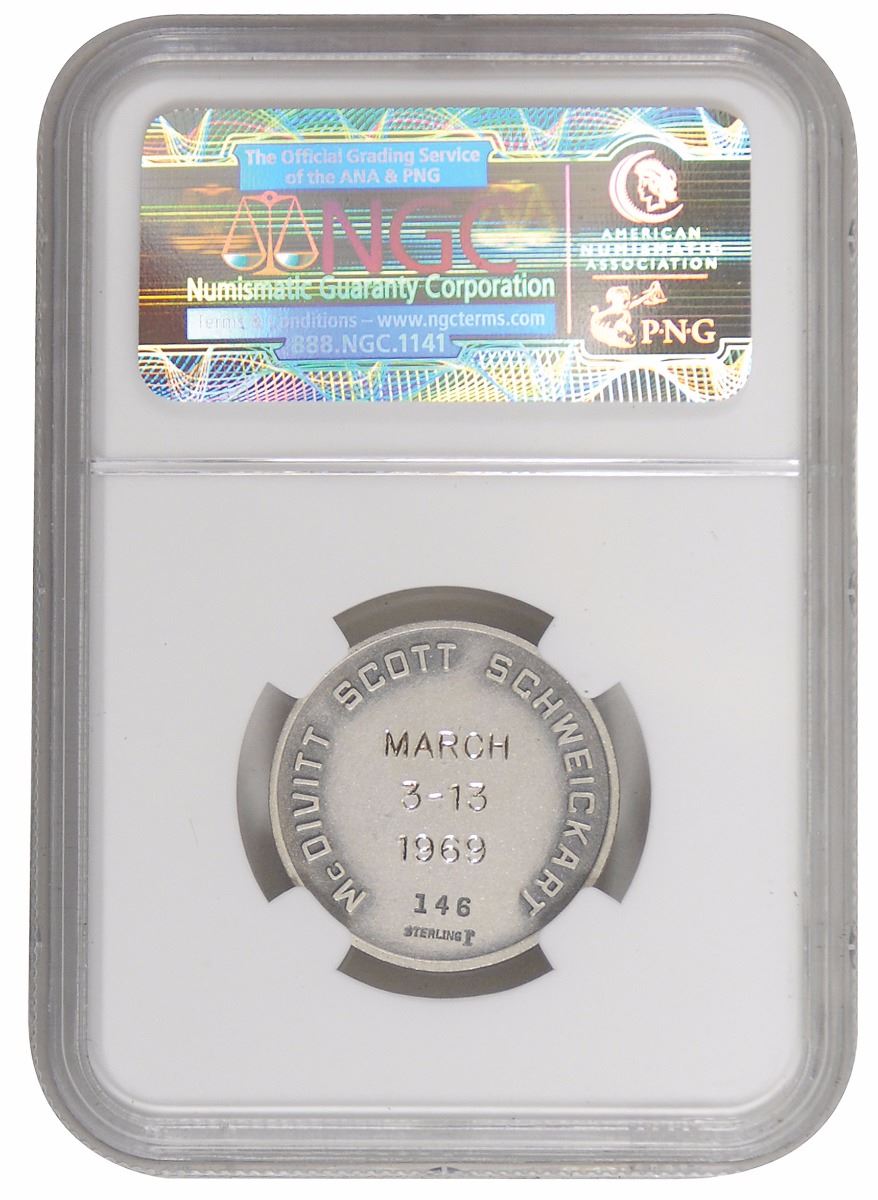 The Official Grading Service
of the ANA & PNG
NGC
Numismatic Guaranty Corporation
Terms & Conditions – www.ngcterms.com
888.NGC.1141
AMERICAN
NUMISMATIC
ASSOCIATION
P·N·G
McDIVITT SCOTT SCHWEICKART
MARCH
3-13
1969
146
STERLING